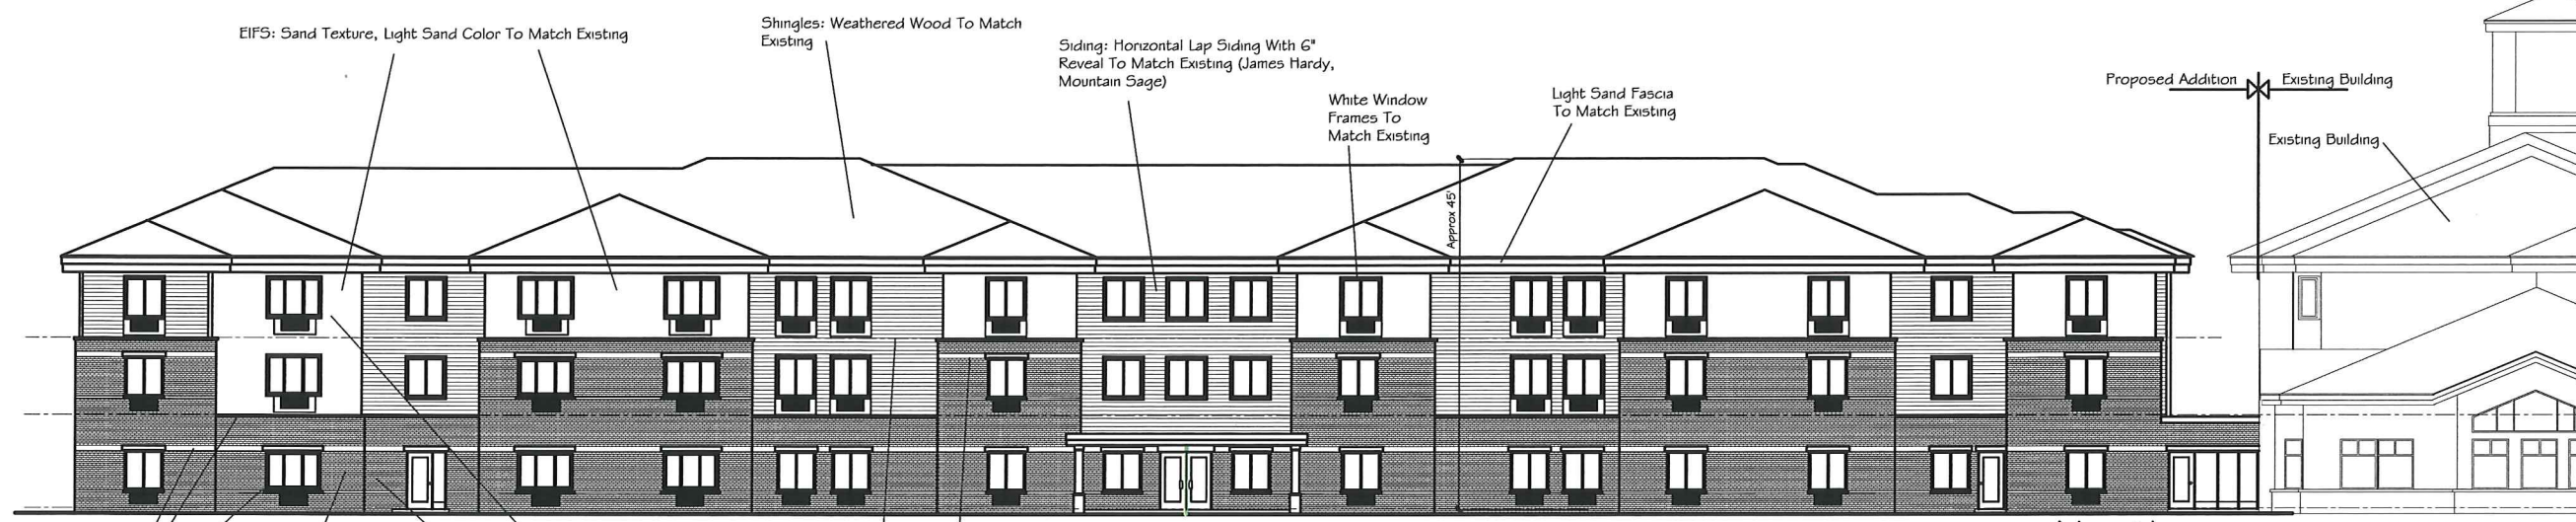 EIFS: Sand Texture, Light Sand Color To Match Existing
Shingles: Weathered Wood To Match
Existing
Siding: Horizontal Lap Siding With 6"
Reveal To Match Existing (James Hardy,
Mountain Sage)
White Window
Frames To
Match Existing
Light Sand Fascia
To Match Existing
Proposed Addition
Existing Building
Existing Building
Approx 45'